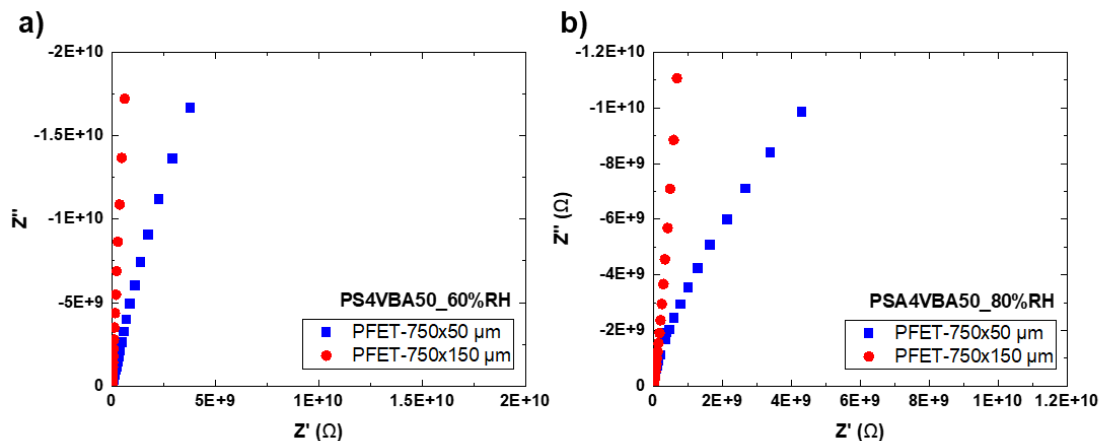 a)
-2E+10
-1.5E+10
-1E+10
-5E+9
0
Z''
0
5E+9
1E+10
1.5E+10
2E+10
Z' (Ω)
PS4VBA50_60%RH
PFET-750x50 µm
PFET-750x150 µm
b)
-1.2E+10
-1E+10
-8E+9
-6E+9
-4E+9
-2E+9
0
Z'' (Ω)
0
2E+9
4E+9
6E+9
8E+9
1E+10
1.2E+10
Z' (Ω)
PSA4VBA50_80%RH
PFET-750x50 µm
PFET-750x150 µm